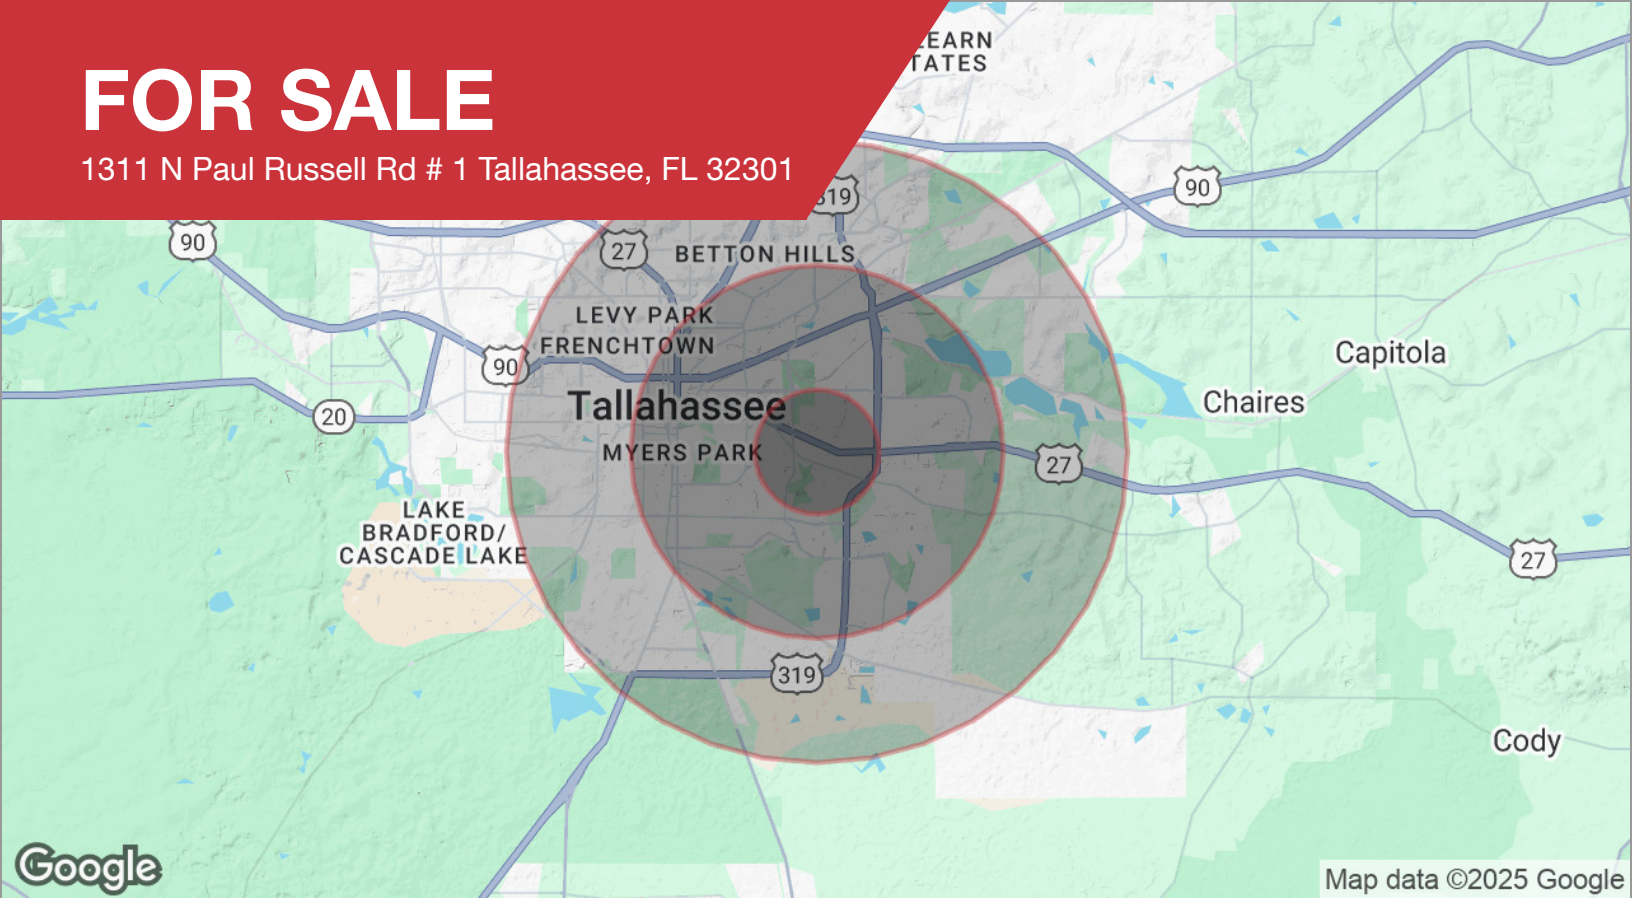 FOR SALE
1311 N Paul Russell Rd # 1 Tallahassee, FL 32301
TATES
90
319
90
27
BETTON HILLS
LEVY PARK
FRENCHTOWN
90
Capitola
Tallahassee
Chaires
20
MYERS PARK
27
LAKE
BRADFORD/
CASCADE LAKE
27
319
Cody
Google
Map data ©2025 Google